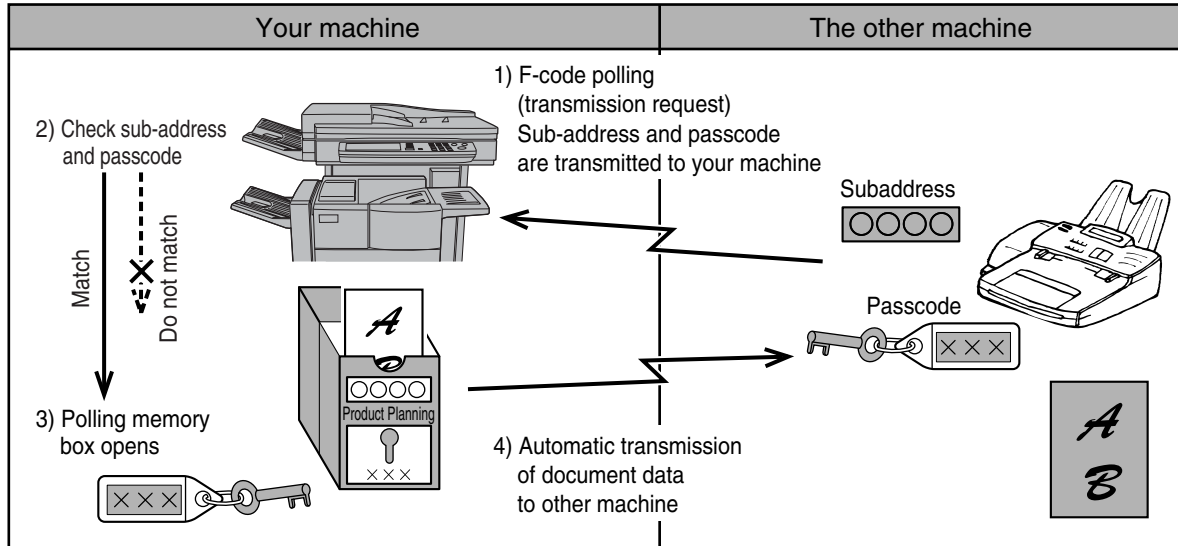 Your machine
The other machine
1) F-code polling
(transmission request)
Sub-address and passcode
are transmitted to your machine
2) Check sub-address
and passcode
Match
Do not match
Subaddress
Passcode
××××
A
Product Planning
×××
3) Polling memory
box opens
×××
4) Automatic transmission
of document data
to other machine
A
B